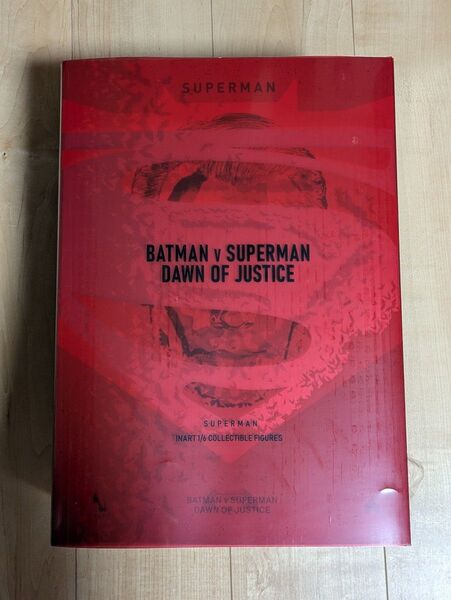 SUPERMAN
BATMAN v SUPERMAN
DAWN OF JUSTICE
SUPERMAN
INART 1/6 COLLECTIBLE FIGURES
BATMAN v SUPERMAN
DAWN OF JUSTICE